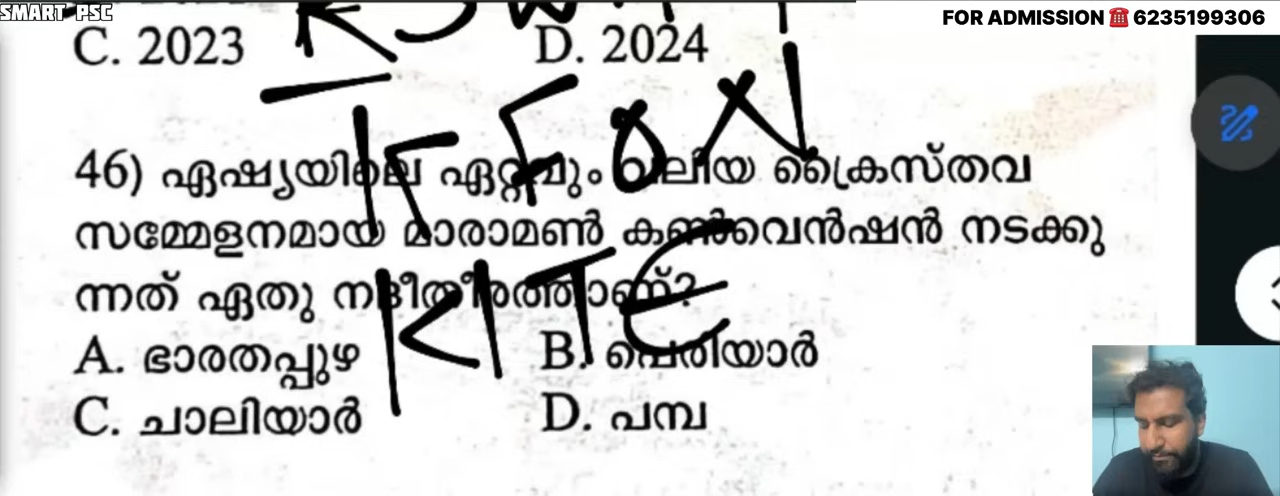 SMART PSC
FOR ADMISSION ☎️ 6235199306
C. 2023 D. 2024
KFON
46) ഏഷ്യയിലെ ഏറ്റവും വലിയ ക്രൈസ്തവ
സമ്മേളനമായ മാരാമൺ കൺവെൻഷൻ നടക്കു
ന്നത് ഏതു നദീതീരത്താണ്?
KITE
A. ഭാരതപ്പുഴ B. പെരിയാർ
C. ചാലിയാർ D. പമ്പ